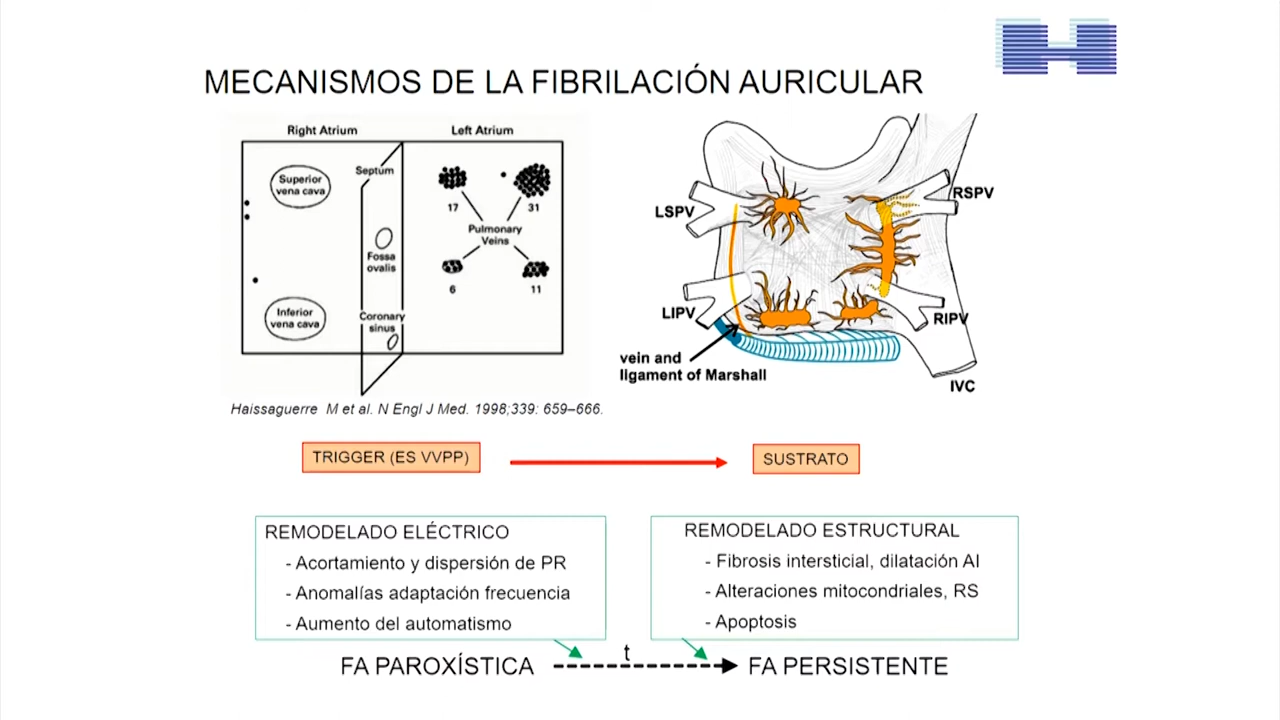 MECANISMOS DE LA FIBRILACIÓN AURICULAR
Right Atrium
Left Atrium
Superior
vena cava
Septum
Fossa
ovalis
Inferior
vena cava
Coronary
sinus
17
31
Pulmonary
Veins
6
11
LSPV
RSPV
LIPV
RIPV
vein and
ligament of Marshall
IVC
Haissaguerre M et al. N Engl J Med. 1998;339: 659–666.
TRIGGER (ES VVPP)
SUSTRATO
REMODELADO ELÉCTRICO
- Acortamiento y dispersión de PR
- Anomalías adaptación frecuencia
- Aumento del automatismo
REMODELADO ESTRUCTURAL
- Fibrosis intersticial, dilatación AI
- Alteraciones mitocondriales, RS
- Apoptosis
FA PAROXÍSTICA
t
FA PERSISTENTE